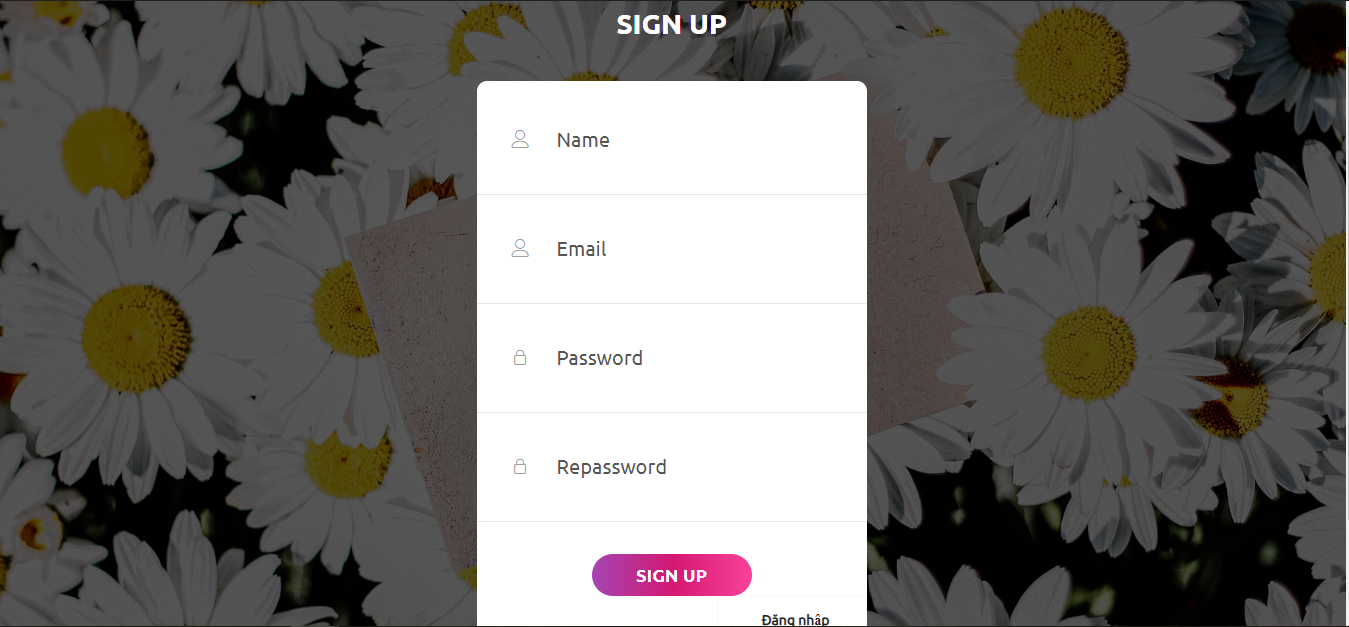 SIGN UP
Name
Email
Password
Repassword
SIGN UP
Đăng nhập